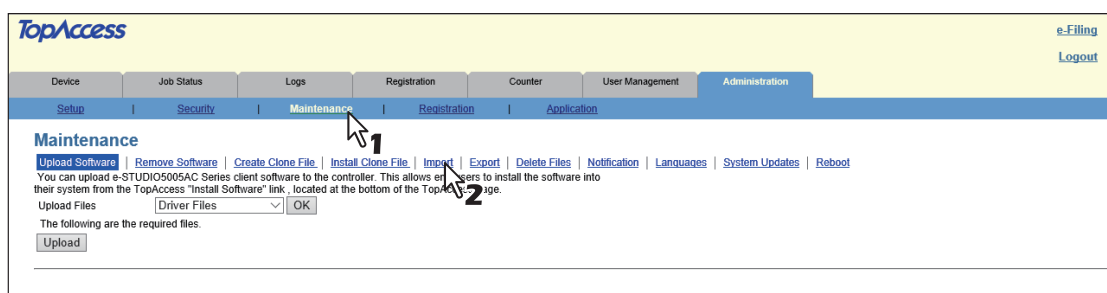 TopAccess
e-Filing
Logout
Device Job Status Logs Registration Counter User Management Administration
Setup | Security | Maintenance | Registration | Application
1
Maintenance
Upload Software | Remove Software | Create Clone File | Install Clone File | Import | Export | Delete Files | Notification | Languages | System Updates | Reboot
You can upload e-STUDIO5005AC Series client software to the controller. This allows end users to install the software into
their system from the TopAccess "Install Software" link , located at the bottom of the TopAccess page.
2
Upload Files Driver Files OK
The following are the required files.
Upload